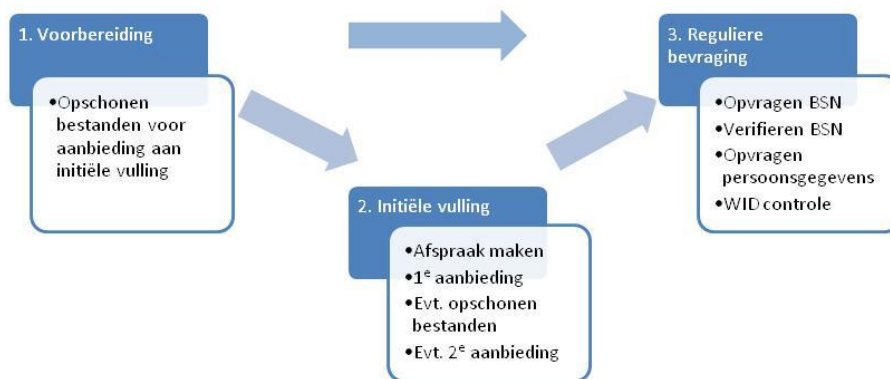 1. Voorbereiding
•Opschonen
bestanden voor
aanbieding aan
initiële vulling
2. Initiële vulling
•Afspraak maken
•1e aanbieding
•Evt. opschonen
bestanden
•Evt. 2e aanbieding
3. Reguliere
bevraging
•Opvragen BSN
•Verifieren BSN
•Opvragen
persoonsgegevens
•WID controle